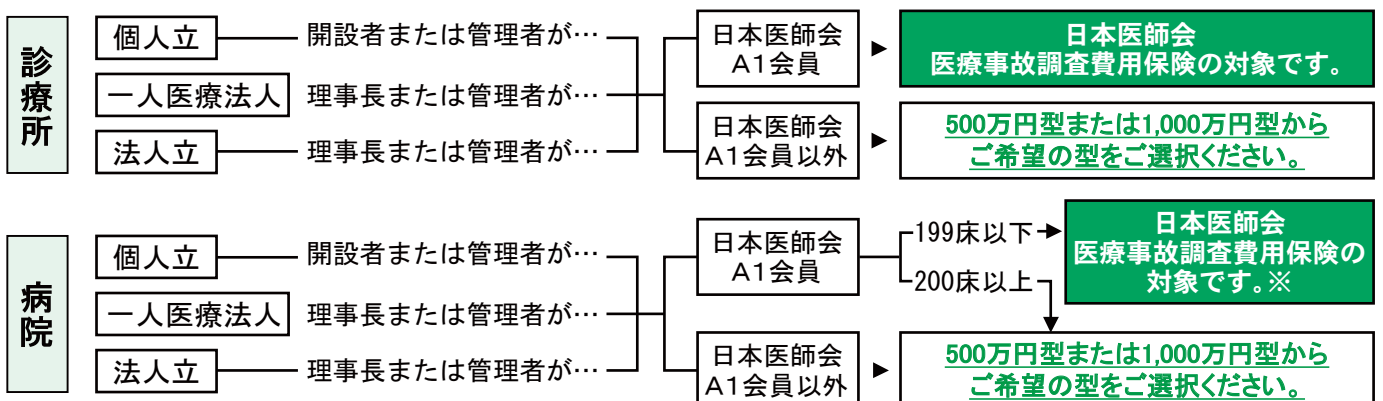 診療所
個人立
開設者または管理者が…
一人医療法人
理事長または管理者が…
法人立
理事長または管理者が…
日本医師会
A1会員
日本医師会
医療事故調査費用保険の対象です。
日本医師会
A1会員以外
500万円型または1,000万円型から
ご希望の型をご選択ください。
病院
個人立
開設者または管理者が…
一人医療法人
理事長または管理者が…
法人立
理事長または管理者が…
日本医師会
A1会員
199床以下
200床以上
日本医師会
医療事故調査費用保険の
対象です。※
日本医師会
A1会員以外
500万円型または1,000万円型から
ご希望の型をご選択ください。